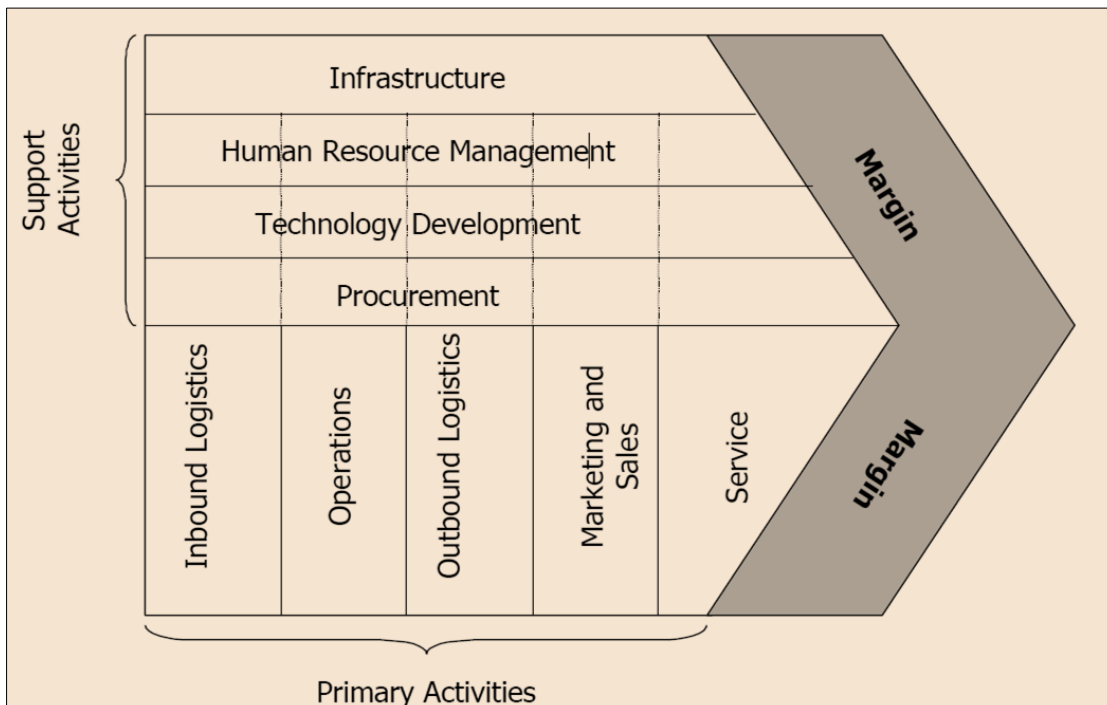 Support
Activities
Infrastructure
Human Resource Management
Technology Development
Procurement
Margin
Inbound Logistics
Operations
Outbound Logistics
Marketing and
Sales
Service
Margin
Primary Activities